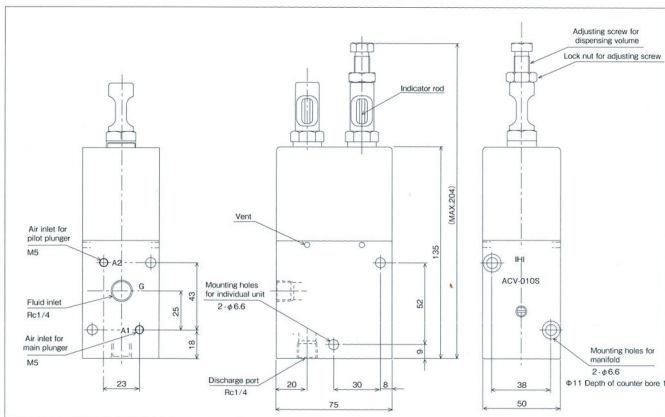 Adjusting screw for
dispensing volume
Lock nut for adjusting screw
Indicator rod
(MAX.204)
135
Vent
Air inlet for
pilot plunger
M5
A2
G
Fluid inlet
Rc1/4
A1
Air inlet for
main plunger
M5
43
25
18
23
Mounting holes
for individual unit
2-φ6.6
52
9
Discharge port
Rc1/4
20
30
8
75
IHI
ACV-010S
Mounting holes for
manifold
2-φ6.6
Φ11 Depth of counter bore
38
50